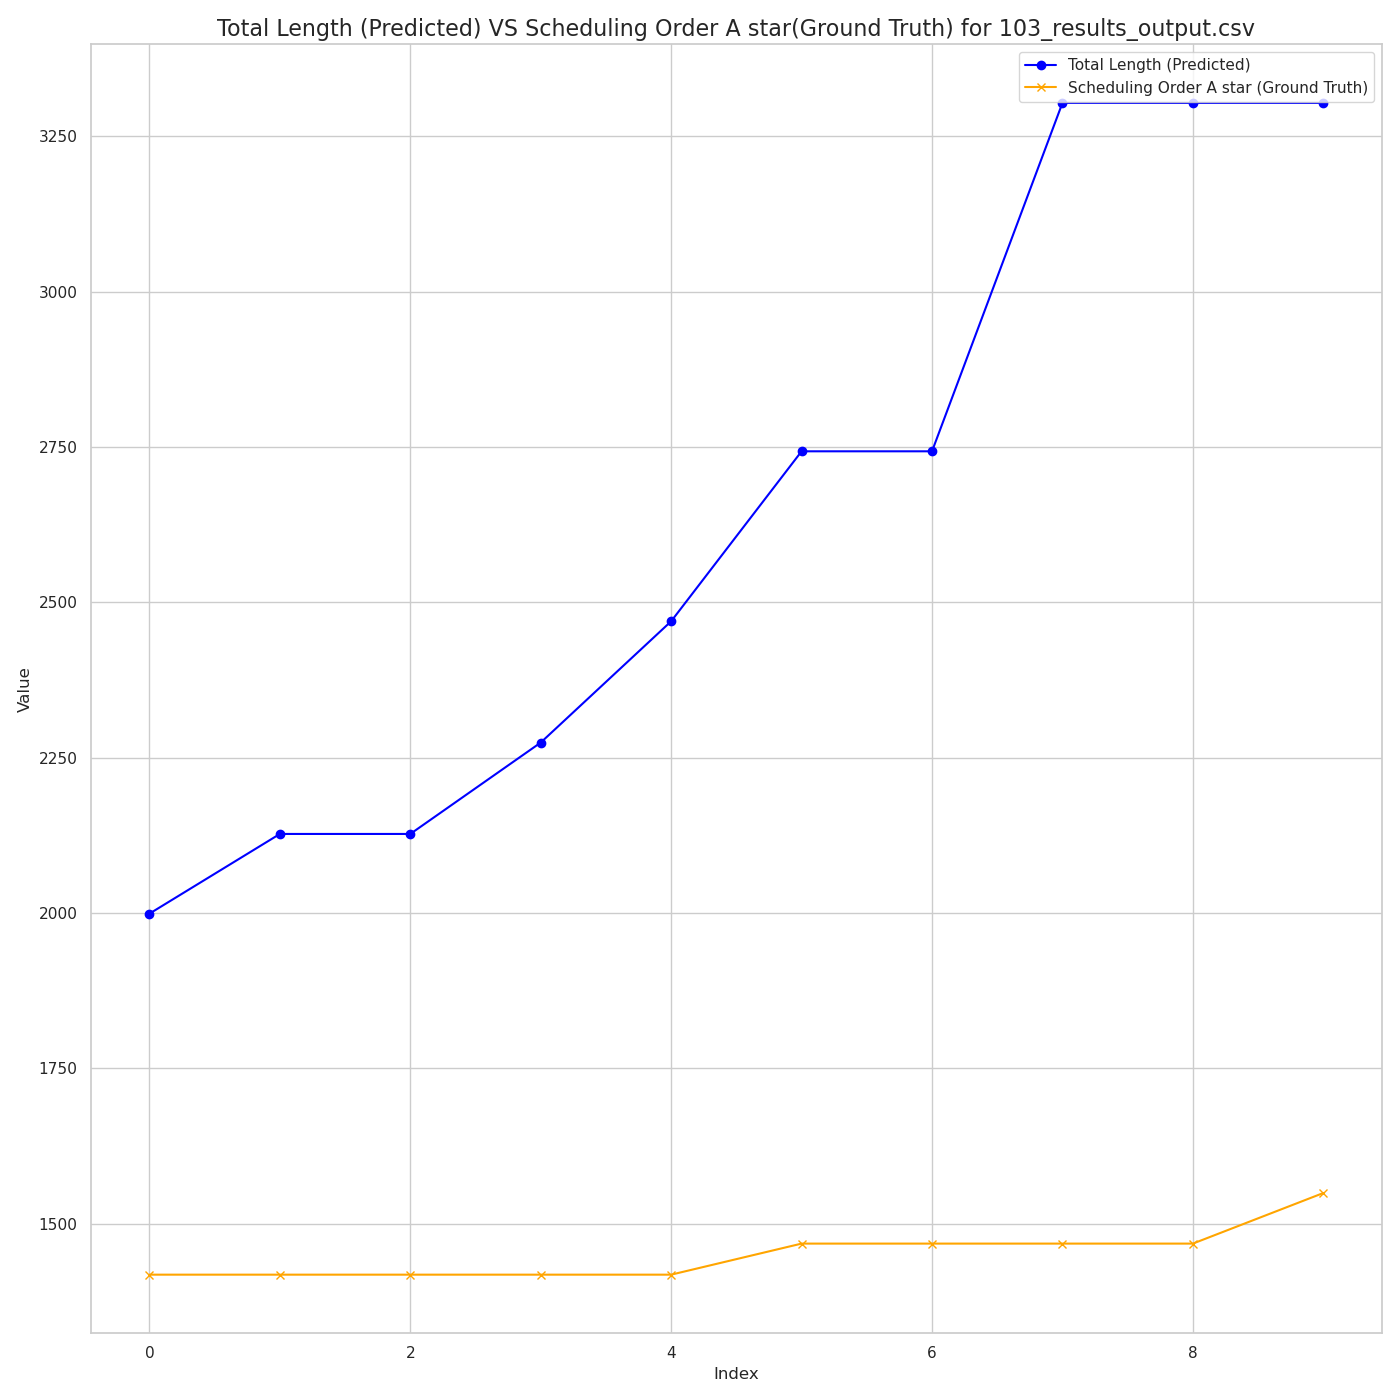 Total Length (Predicted) VS Scheduling Order A star(Ground Truth) for 103_results_output.csv
Total Length (Predicted)
Scheduling Order A star (Ground Truth)
3250
3000
2750
2500
2250
2000
1750
1500
Value
0 2 4 6 8
Index